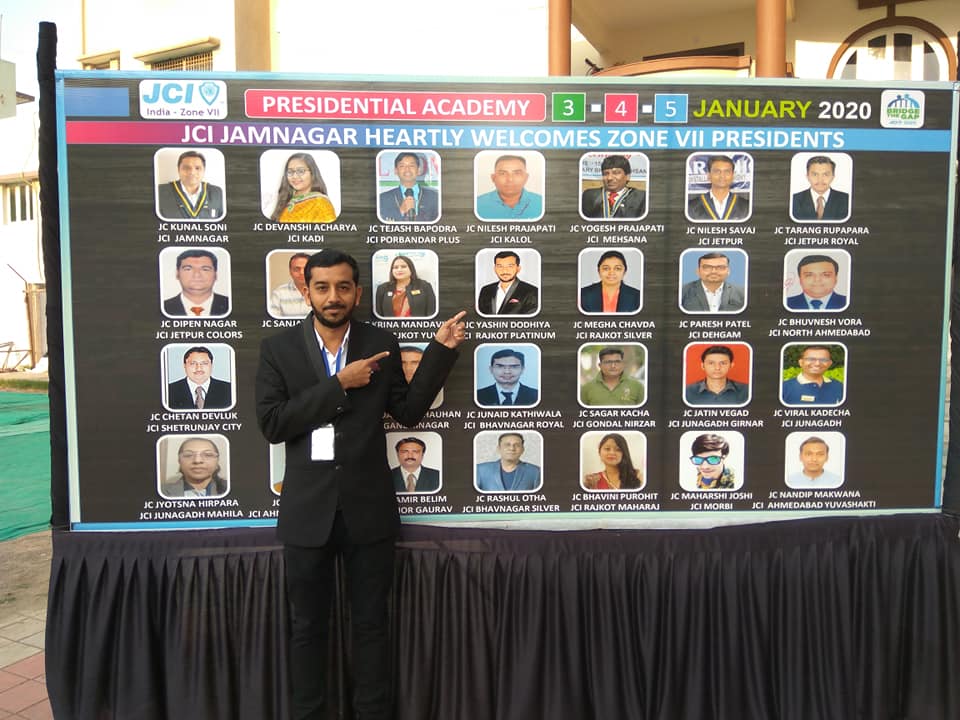 JCI
India - Zone VII
PRESIDENTIAL ACADEMY 3 - 4 - 5 JANUARY 2020
BRIDGE
THE GAP
JCI JAMNAGAR HEARTLY WELCOMES ZONE VII PRESIDENTS
JC KUNAL SONI
JCI JAMNAGAR
JC DEVANSHI ACHARYA
JCI KADI
JC TEJASH BAPODRA
JCI PORBANDAR PLUS
JC NILESH PRAJAPATI
JCI KALOL
JC YOGESH PRAJAPATI
JCI MEHSANA
JC NILESH SAVAJ
JCI JETPUR
JC TARANG RUPAPARA
JCI JETPUR ROYAL
JC DIPEN NAGAR
JCI JETPUR COLORS
JC
KRINA
JC YASHIN DODHIYA
RAJKOT PLATINUM
JC MEGHA CHAVDA
JCI RAJKOT SILVER
JC PARESH PATEL
JCI DEHGAM
JC BHUVNESH VORA
JCI NORTH AHMEDABAD
JC CHETAN DEVLUK
JCI SHETRUNJAY CITY
JC JUNAID KATHIWALA
JCI BHAVNAGAR ROYAL
JC SAGAR KACHA
JCI GONDAL NIRZAR
JC JATIN VEGAD
JCI JUNAGADH GIRNAR
JC VIRAL KADECHA
JCI JUNAGADH
JC JYOTSNA HIRPARA
JCI JUNAGADH MAHILA
BELIM
GAURAV
JC RASHUL OTHA
JCI BHAVNAGAR SILVER
JC BHAVINI PUROHIT
JCI RAJKOT MAHARAJ
JC MAHARSHI JOSHI
JCI MORBI
JC NANDIP MAKWANA
JCI AHMEDABAD YUVASHAKTI